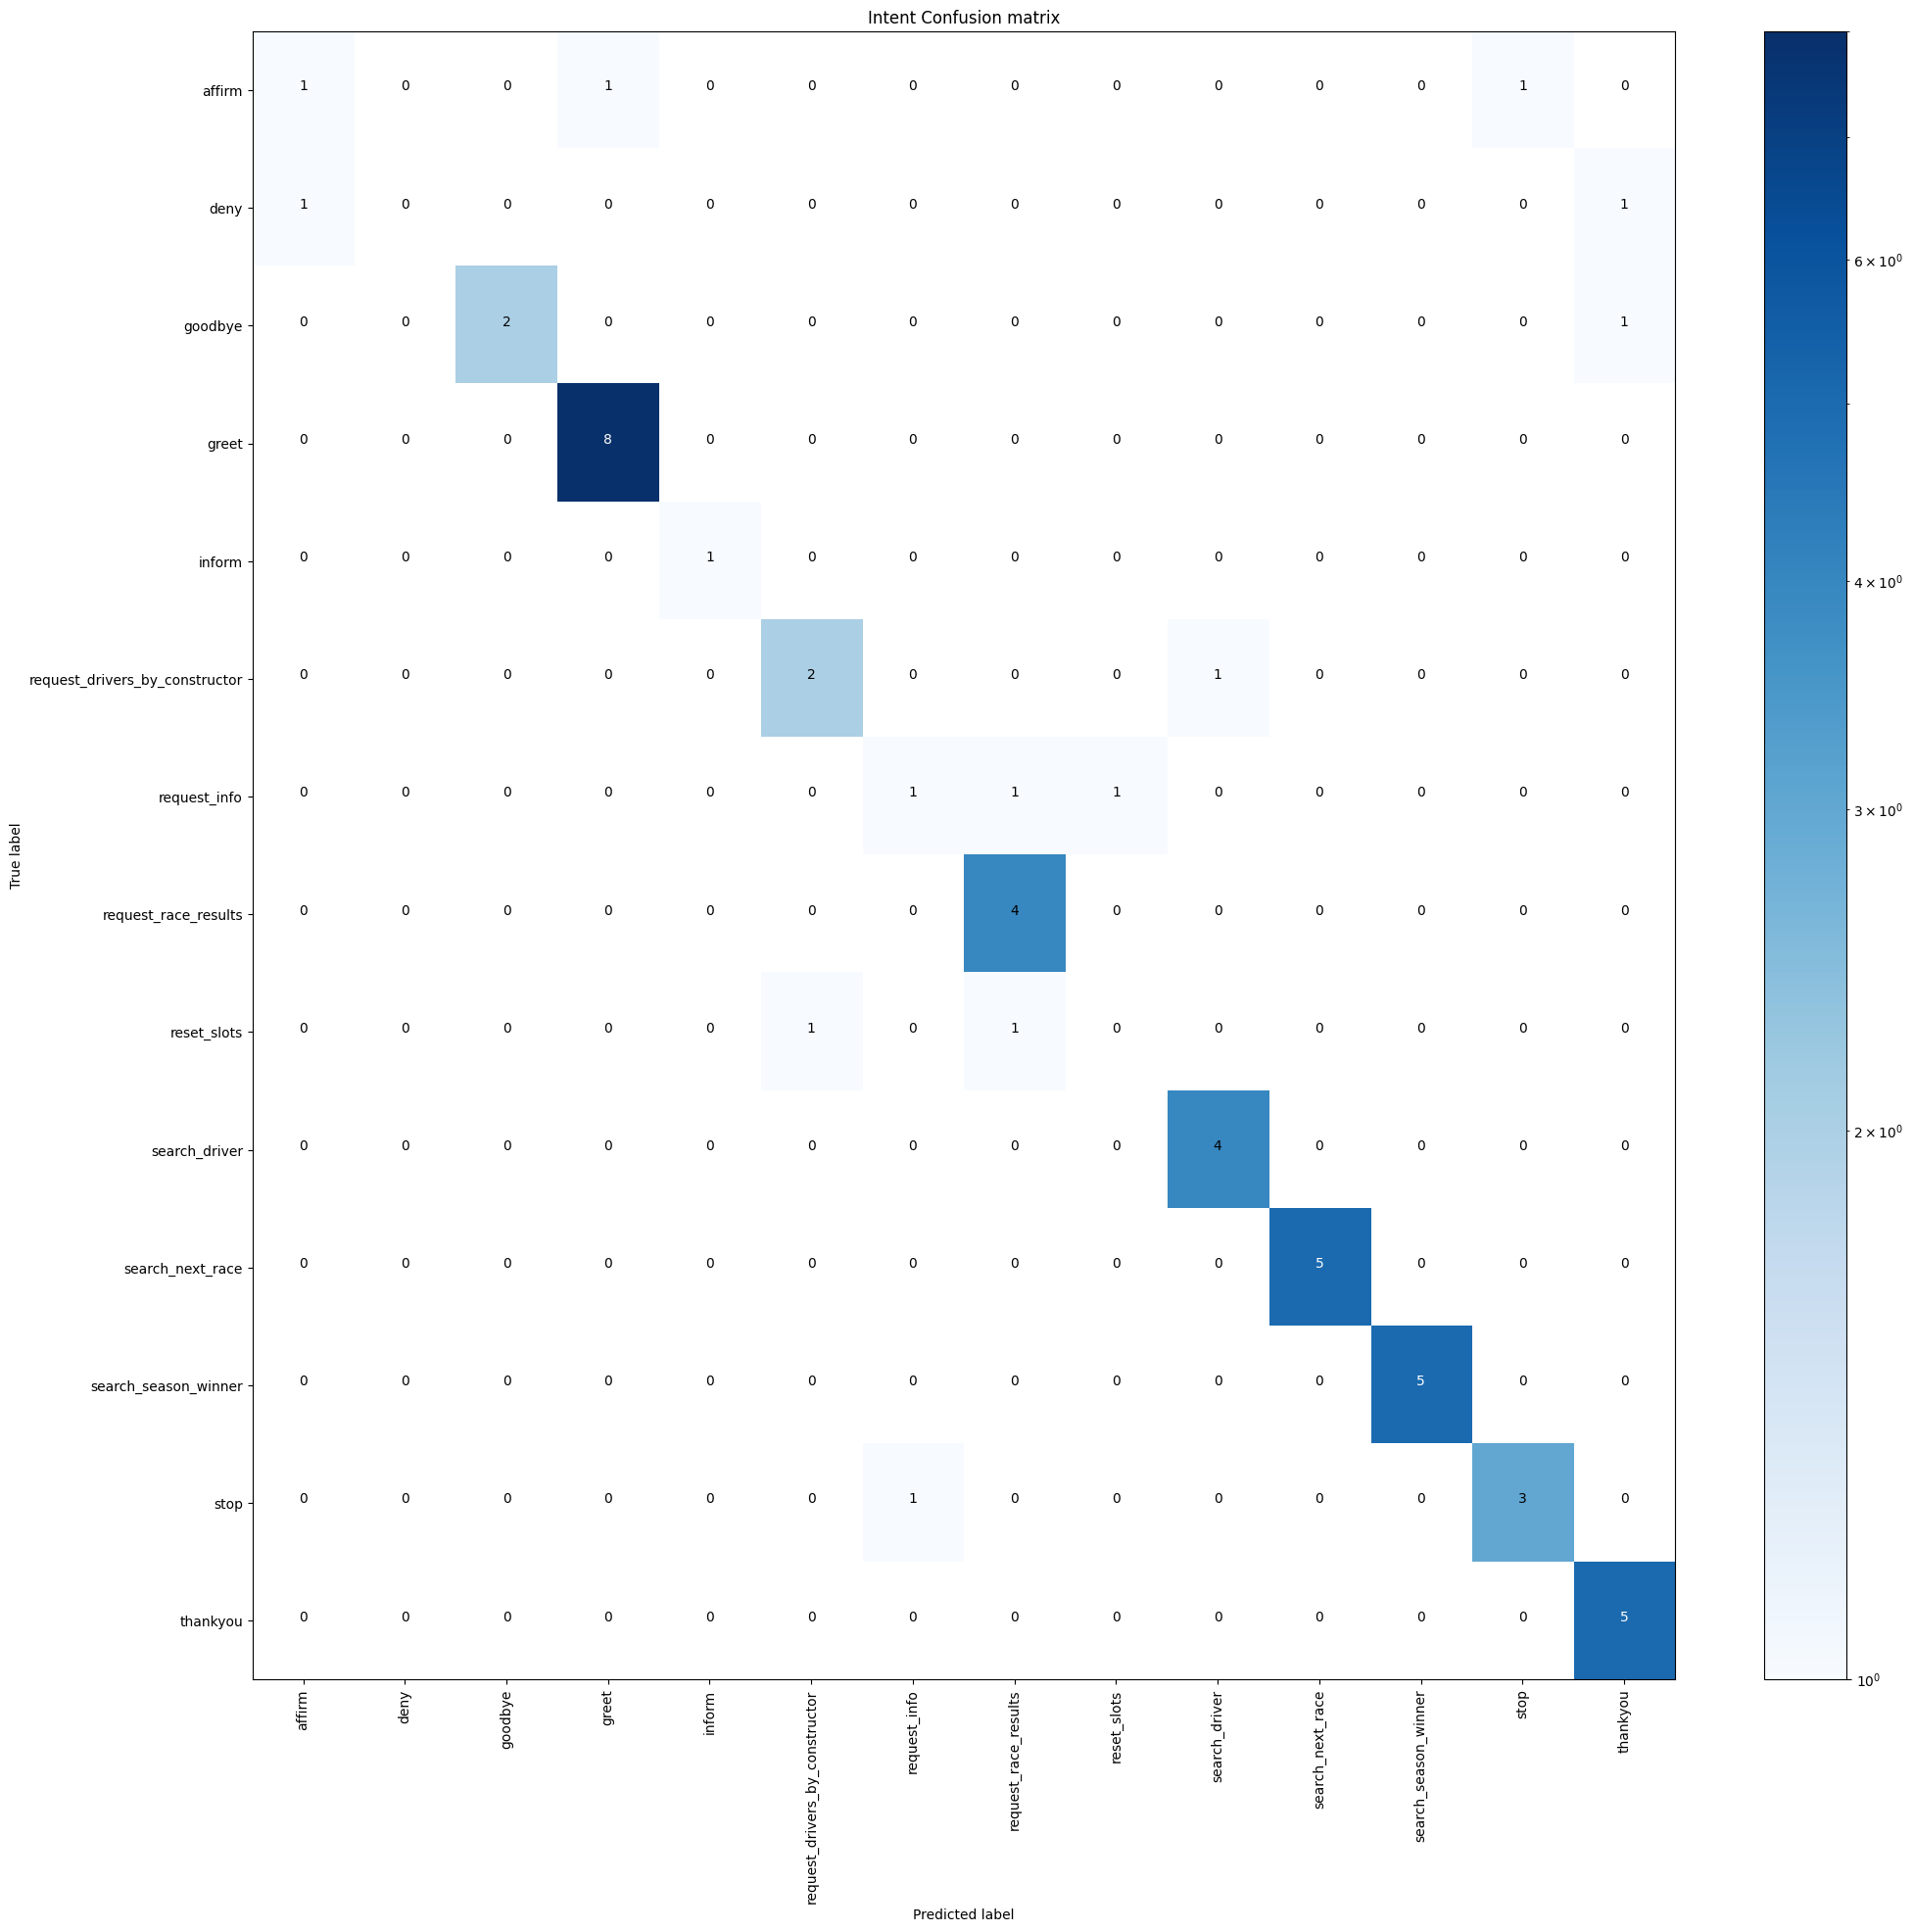 Intent Confusion matrix
affirm 1 0 0 1 0 0 0 0 0 0 0 0 1 0
deny 1 0 0 0 0 0 0 0 0 0 0 0 0 1
goodbye 0 0 2 0 0 0 0 0 0 0 0 0 0 1
greet 0 0 0 8 0 0 0 0 0 0 0 0 0 0
inform 0 0 0 0 1 0 0 0 0 0 0 0 0 0
request_drivers_by_constructor 0 0 0 0 0 2 0 0 0 1 0 0 0 0
request_info 0 0 0 0 0 0 1 1 1 0 0 0 0 0
request_race_results 0 0 0 0 0 0 0 4 0 0 0 0 0 0
reset_slots 0 0 0 0 0 1 0 1 0 0 0 0 0 0
search_driver 0 0 0 0 0 0 0 0 0 4 0 0 0 0
search_next_race 0 0 0 0 0 0 0 0 0 0 5 0 0 0
search_season_winner 0 0 0 0 0 0 0 0 0 0 0 5 0 0
stop 0 0 0 0 0 0 1 0 0 0 0 0 3 0
thankyou 0 0 0 0 0 0 0 0 0 0 0 0 0 5
True label
affirm
deny
goodbye
greet
inform
request_drivers_by_constructor
request_info
request_race_results
reset_slots
search_driver
search_next_race
search_season_winner
stop
thankyou
Predicted label
6 × 10⁰
4 × 10⁰
3 × 10⁰
2 × 10⁰
10⁰